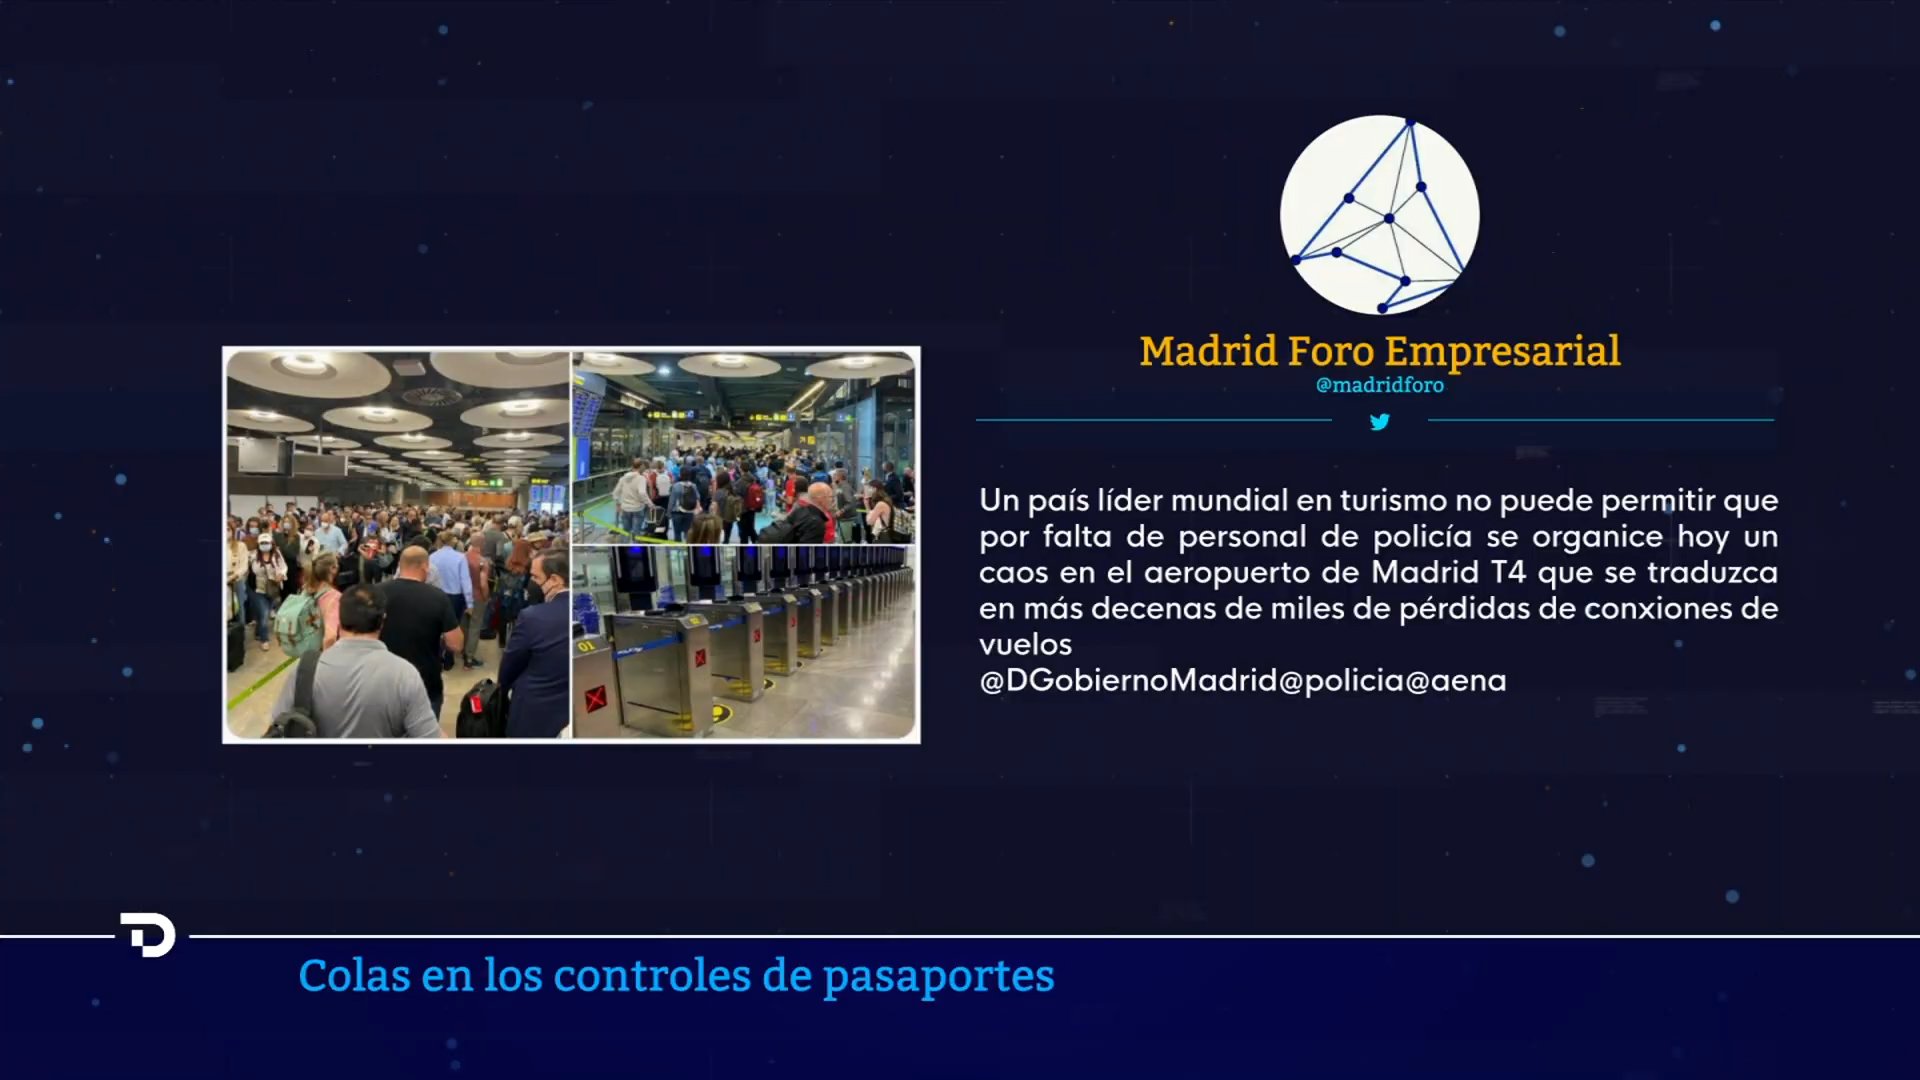 Madrid Foro Empresarial
@madridforo
Un país líder mundial en turismo no puede permitir que
por falta de personal de policía se organice hoy un
caos en el aeropuerto de Madrid T4 que se traduzca
en más decenas de miles de pérdidas de conxiones de
vuelos
@DGobiernoMadrid@policia@aena
01
Colas en los controles de pasaportes